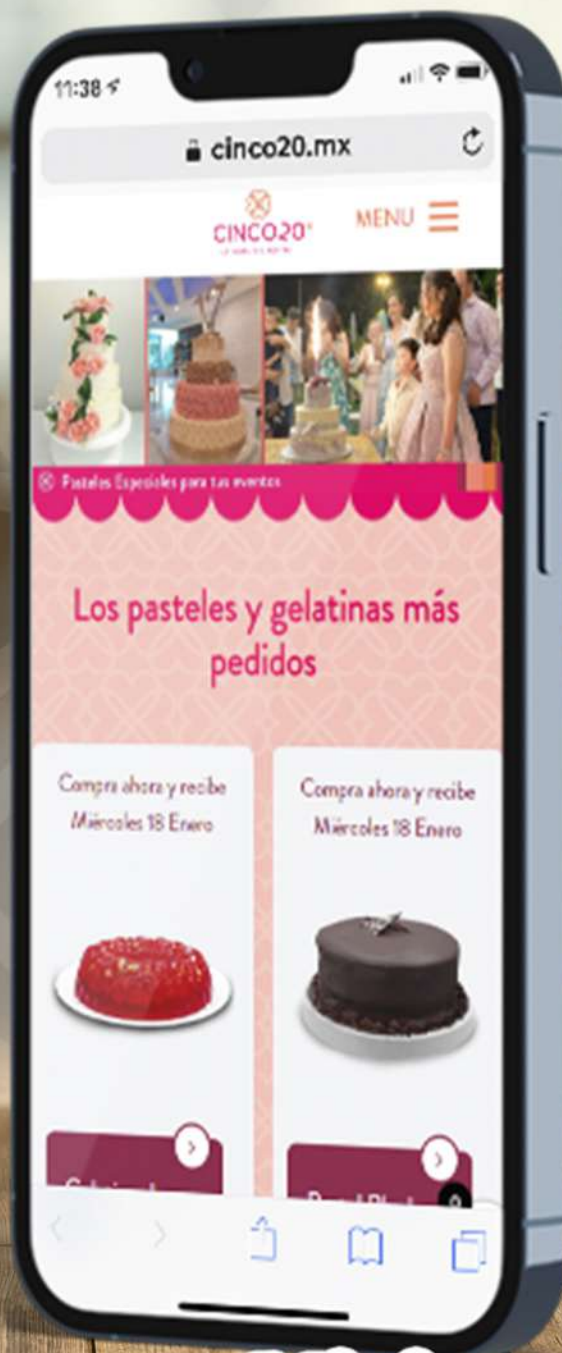 11:38
cinco20.mx
CINCO20®
MENU
Pasteles Especiales para tus eventos
Los pasteles y gelatinas más
pedidos
Compra ahora y recibe
Miércoles 18 Enero
Compra ahora y recibe
Miércoles 18 Enero